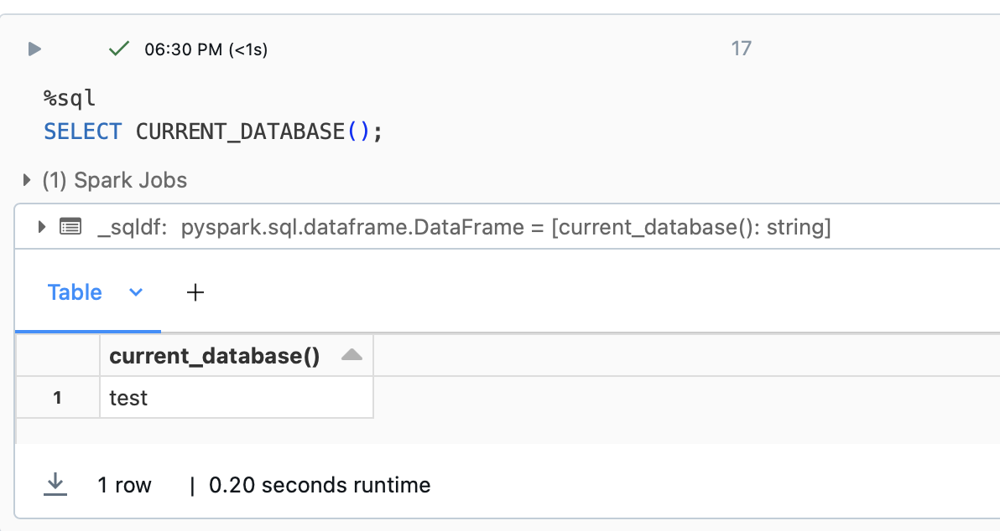 06:30 PM (<1s)
17
%sql
SELECT CURRENT_DATABASE();
(1) Spark Jobs
_sqldf: pyspark.sql.dataframe.DataFrame = [current_database(): string]
Table
current_database()
1 test
1 row | 0.20 seconds runtime